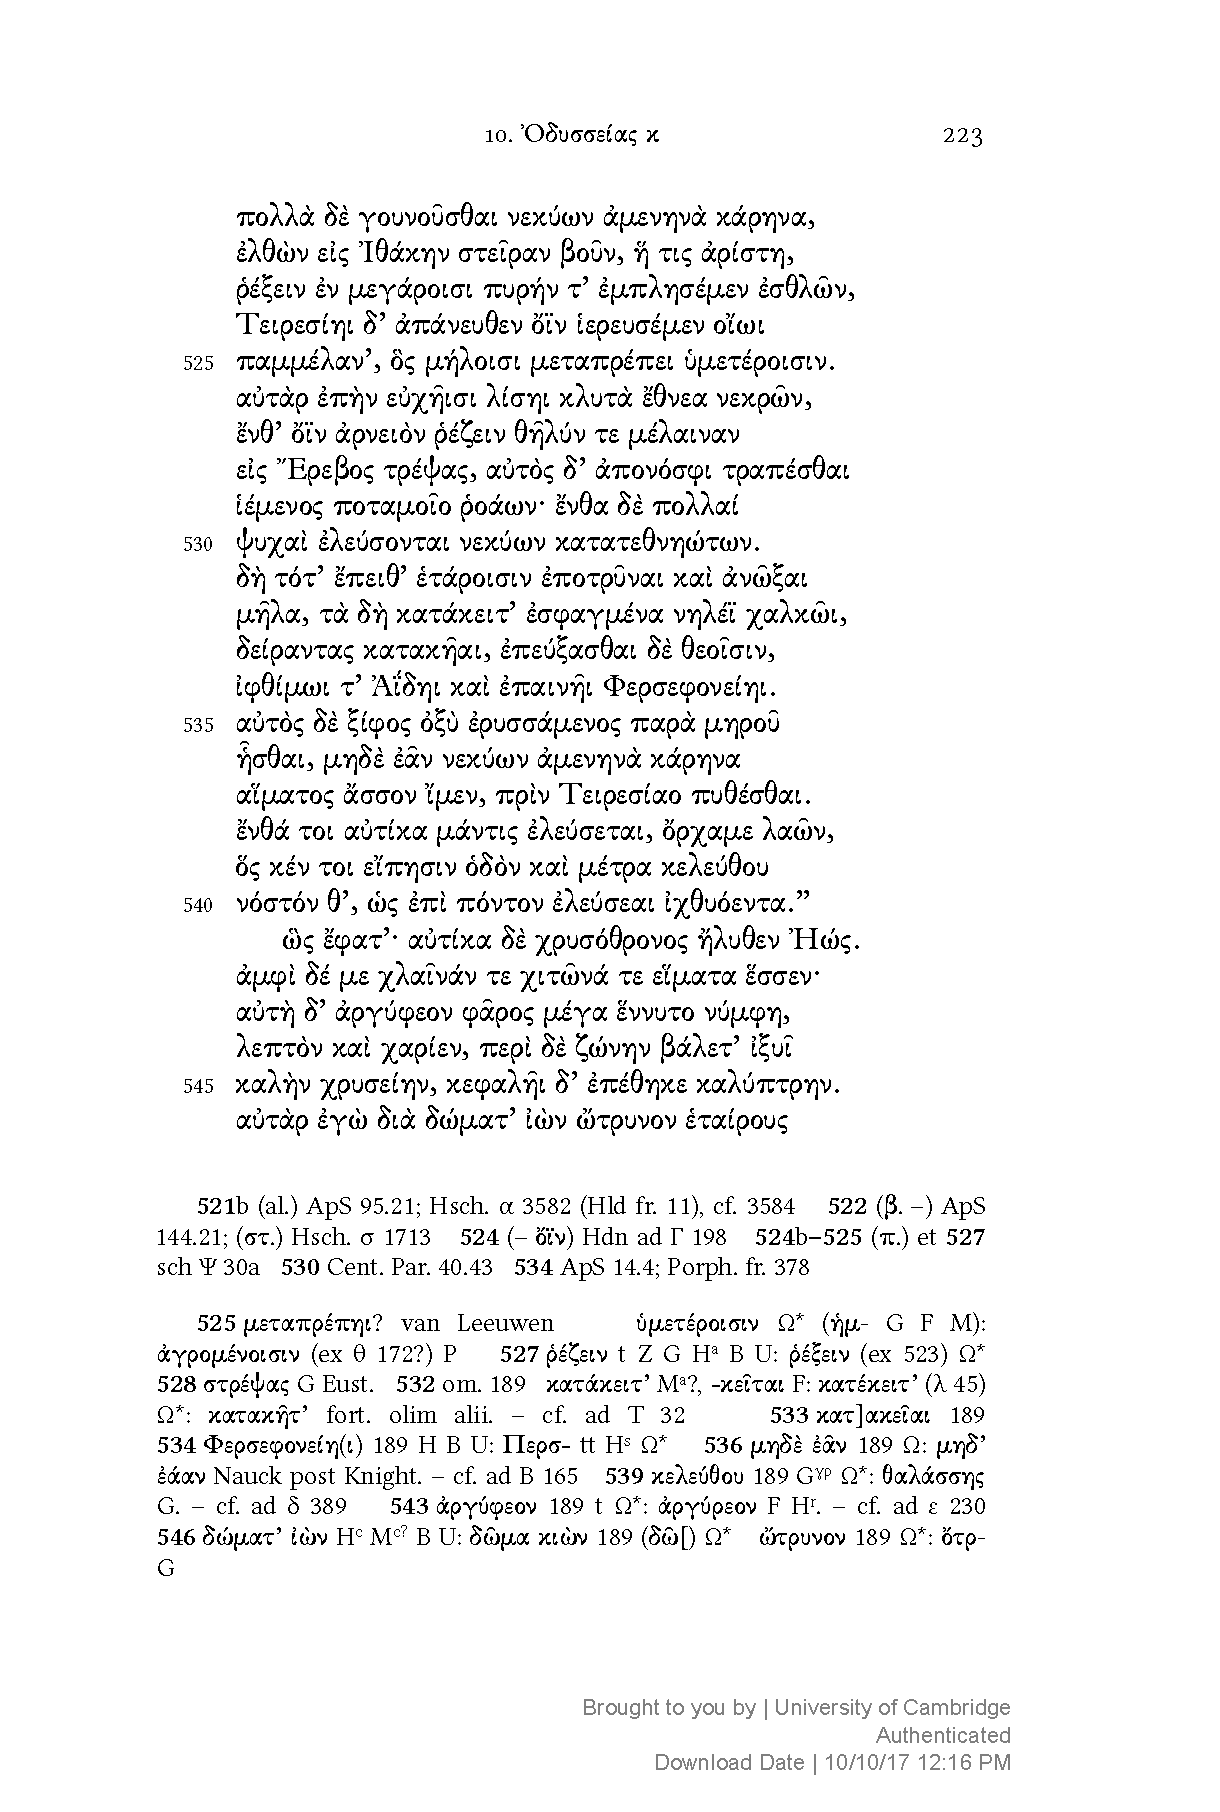 10. Ὀδυσσείας κ 223
πολλὰ δὲ γουνοῦσθαι νεκύων ἀμενηνὰ κάρηνα,
ἐλθὼν εἰς Ἰθάκην στεῖραν βοῦν, ἥ τις ἀρίστη,
ῥέξειν ἐν μεγάροισι πυρήν τ’ ἐμπλησέμεν ἐσθλῶν,
Τειρεσίηι δ’ ἀπάνευθεν ὄϊν ἱερευσέμεν οἴωι
525 παμμέλαν’, ὃς μήλοισι μεταπρέπει ὑμετέροισιν.
αὐτὰρ ἐπὴν εὐχῆισι λίσηι κλυτὰ ἔθνεα νεκρῶν,
ἔνθ’ ὄϊν ἀρνειὸν ῥέζειν θῆλύν τε μέλαιναν
εἰς Ἔρεβος τρέψας, αὐτὸς δ’ ἀπονόσφι τραπέσθαι
ἱέμενος ποταμοῖο ῥοάων· ἔνθα δὲ πολλαί
530 ψυχαὶ ἐλεύσονται νεκύων κατατεθνηώτων.
δὴ τότ’ ἔπειθ’ ἑτάροισιν ἐποτρῦναι καὶ ἀνῶξαι
μῆλα, τὰ δὴ κατάκειτ’ ἐσφαγμένα νηλέϊ χαλκῶι,
δείραντας κατακῆαι, ἐπεύξασθαι δὲ θεοῖσιν,
ἰφθίμωι τ’ Ἀΐδηι καὶ ἐπαινῆι Φερσεφονείηι.
535 αὐτὸς δὲ ξίφος ὀξὺ ἐρυσσάμενος παρὰ μηροῦ
ἧσθαι, μηδὲ ἐᾶν νεκύων ἀμενηνὰ κάρηνα
αἵματος ἄσσον ἴμεν, πρὶν Τειρεσίαο πυθέσθαι.
ἔνθά τοι αὐτίκα μάντις ἐλεύσεται, ὄρχαμε λαῶν,
ὅς κέν τοι εἴπησιν ὁδὸν καὶ μέτρα κελεύθου
540 νόστόν θ’, ὡς ἐπὶ πόντον ἐλεύσεαι ἰχθυόεντα.”
ὣς ἔφατ’· αὐτίκα δὲ χρυσόθρονος ἤλυθεν Ἠώς.
ἀμφὶ δέ με χλαῖνάν τε χιτῶνά τε εἵματα ἕσσεν·
αὐτὴ δ’ ἀργύφεον φᾶρος μέγα ἕννυτο νύμφη,
λεπτὸν καὶ χαρίεν, περὶ δὲ ζώνην βάλετ’ ἰξυῖ
545 καλὴν χρυσείην, κεφαλῆι δ’ ἐπέθηκε καλύπτρην.
αὐτὰρ ἐγὼ διὰ δώματ’ ἰὼν ὤτρυνον ἑταίρους
521b (al.) ApS 95.21; Hsch. α 3582 (Hld fr. 11), cf. 3584 522 (β. –) ApS
144.21; (στ.) Hsch. σ 1713 524 (– ὄϊν) Hdn ad Γ 198 524b–525 (π.) et 527
sch Ψ 30a 530 Cent. Par. 40.43 534 ApS 14.4; Porph. fr. 378
525 μεταπρέπηι? van Leeuwen ὑμετέροισιν Ω* (ἡμ- G F M):
ἀγρομένοισιν (ex θ 172?) P 527 ῥέζειν t Z G Hᵃ B U: ῥέξειν (ex 523) Ω*
528 στρέψας G Eust. 532 om. 189 κατάκειτ’ Mᵃ?, -κεῖται F: κατέκειτ’ (λ 45)
Ω*: κατακῆτ’ fort. olim alii. – cf. ad T 32 533 κατ]ακεῖαι 189
534 Φερσεφονείη(ι) 189 H B U: Περσ- tt Hˢ Ω* 536 μηδὲ ἐᾶν 189 Ω: μηδ’
ἐάαν Nauck post Knight. – cf. ad B 165 539 κελεύθου 189 Gᵞᵖ Ω*: θαλάσσης
G. – cf. ad δ 389 543 ἀργύφεον 189 t Ω*: ἀργύρεον F Hʳ. – cf. ad ε 230
546 δώματ’ ἰὼν Hᶜ Mᶜ? B U: δῶμα κιὼν 189 (δῶ[) Ω* ὤτρυνον 189 Ω*: ὄτρ-
G
Brought to you by | University of Cambridge
Authenticated
Download Date | 10/10/17 12:16 PM